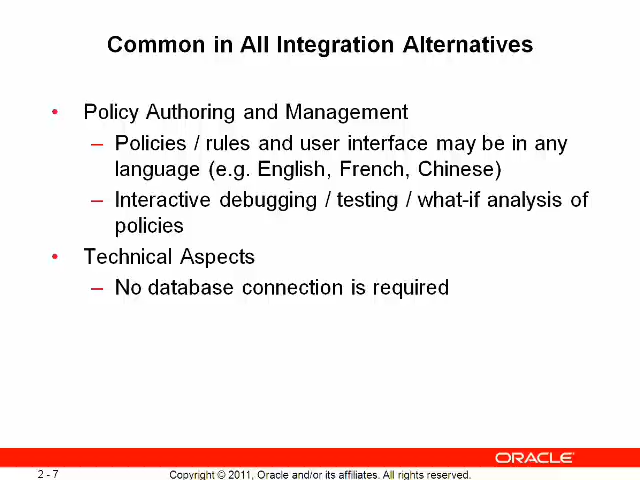 Common in All Integration Alternatives
• Policy Authoring and Management
– Policies / rules and user interface may be in any
language (e.g. English, French, Chinese)
– Interactive debugging / testing / what-if analysis of
policies
• Technical Aspects
– No database connection is required
ORACLE
2 - 7
Copyright © 2011, Oracle and/or its affiliates. All rights reserved.